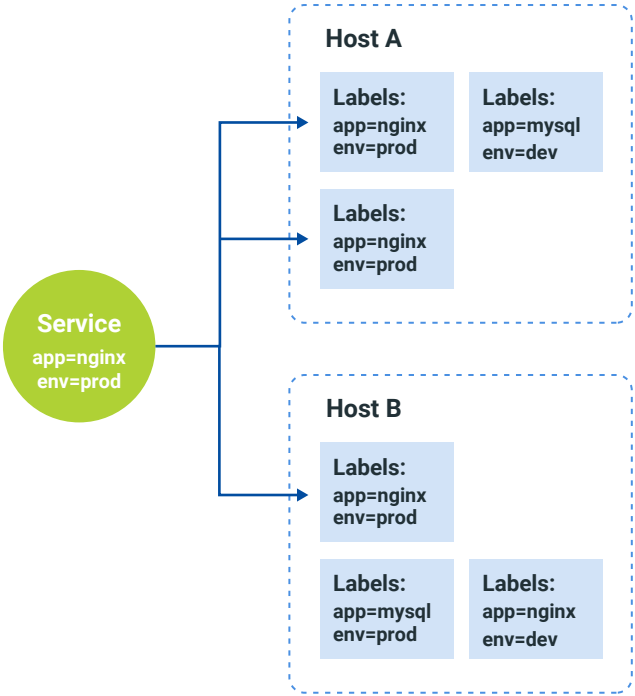 Host A
Labels:
app=nginx
env=prod
Labels:
app=mysql
env=dev
Labels:
app=nginx
env=prod
Service
app=nginx
env=prod
Host B
Labels:
app=nginx
env=prod
Labels:
app=mysql
env=prod
Labels:
app=nginx
env=dev